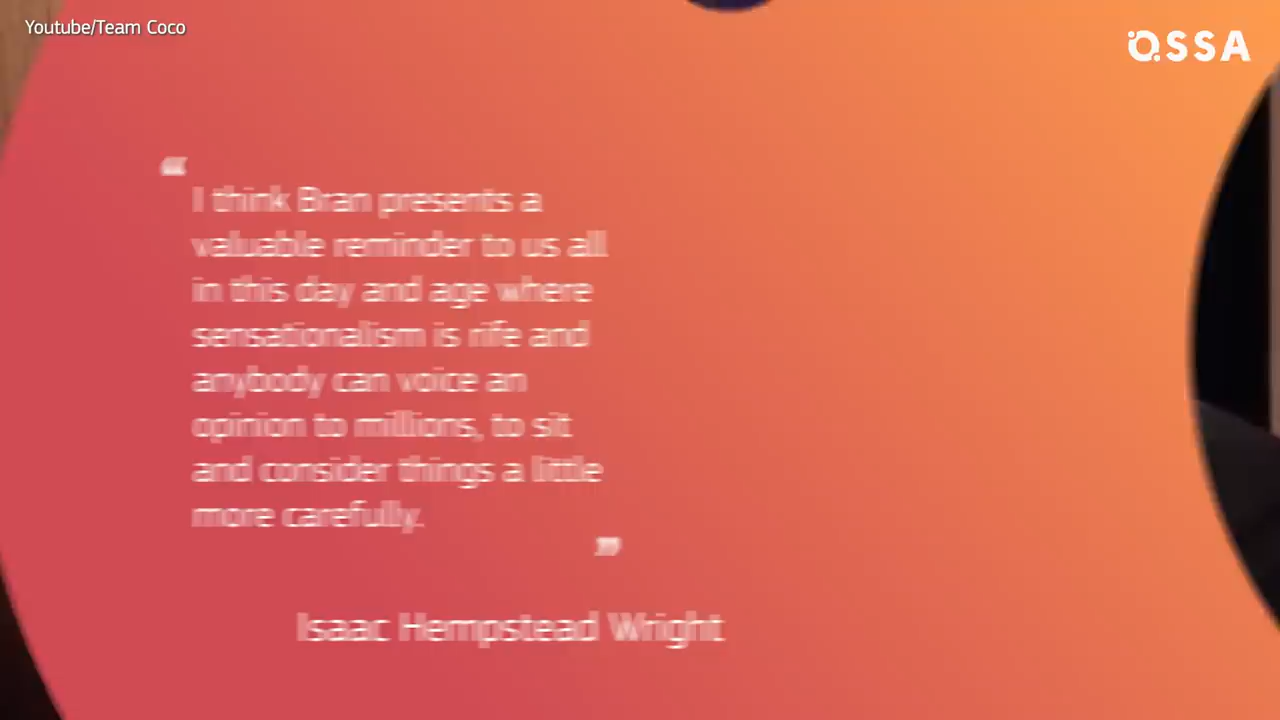 Youtube/Team Coco
OSSA
“
I think Bran presents a
valuable reminder to us all
in this day and age where
sensationalism is rife and
anybody can voice an
opinion to millions, to sit
and consider things a little
more carefully.
”
Isaac Hempstead Wright